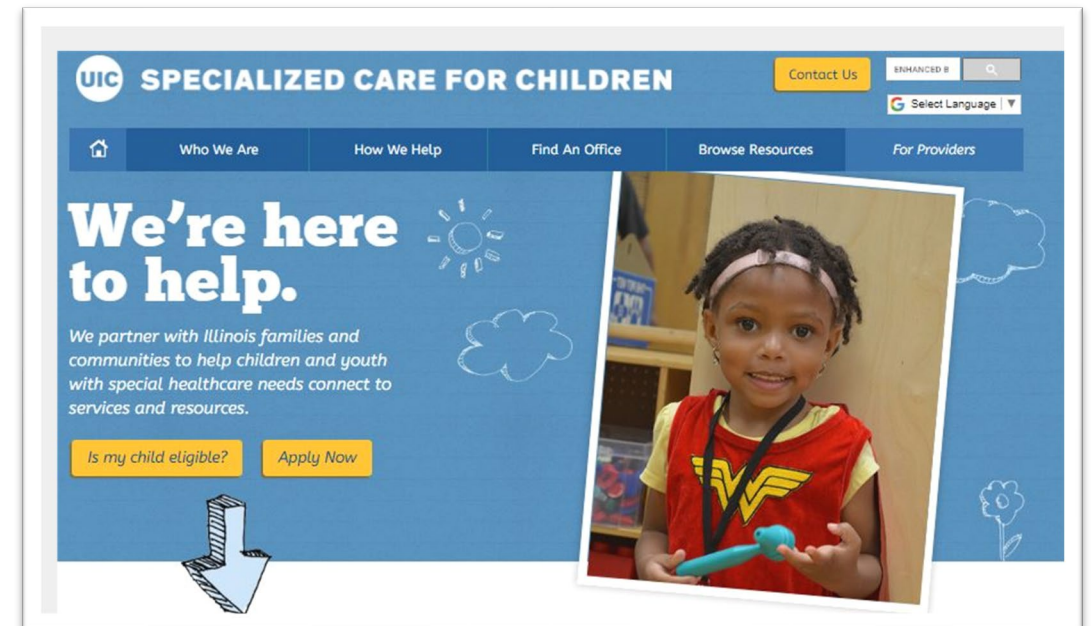 UIC SPECIALIZED CARE FOR CHILDREN
Contact Us
ENHANCED B
G Select Language ▼
Who We Are
How We Help
Find An Office
Browse Resources
For Providers
We're here
to help.
We partner with Illinois families and
communities to help children and youth
with special healthcare needs connect to
services and resources.
Is my child eligible?
Apply Now